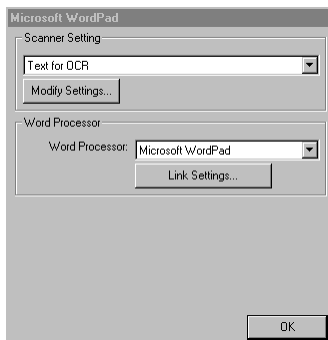 Microsoft WordPad
Scanner Setting
Text for OCR
Modify Settings...
Word Processor
Word Processor: Microsoft WordPad
Link Settings...
OK